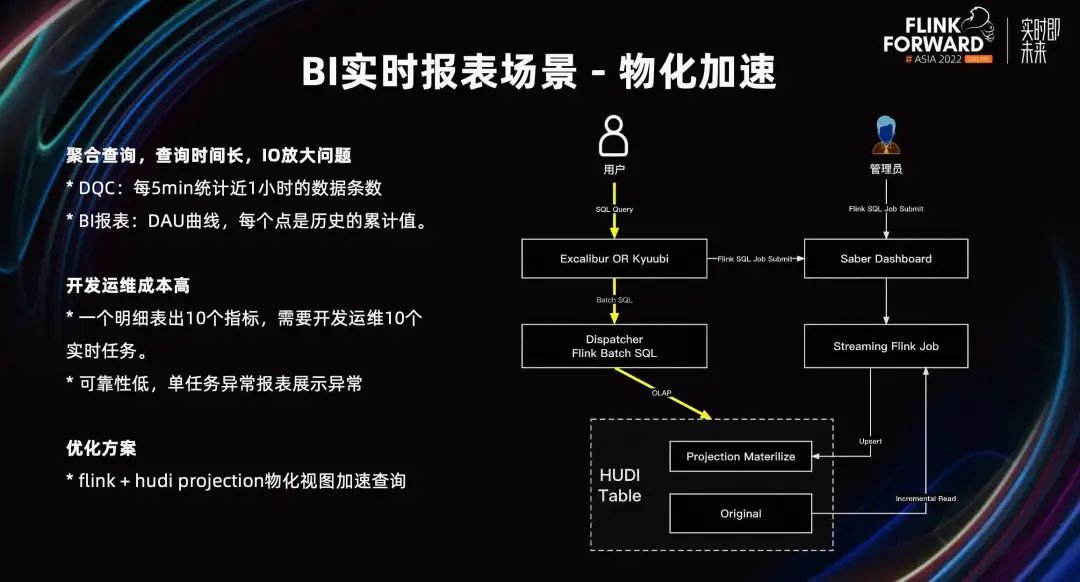 FLINK
FORWARD
# ASIA 2022 ONLINE
实时即
未来
BI实时报表场景 - 物化加速
聚合查询，查询时间长，IO放大问题
* DQC：每5min统计近1小时的数据条数
* BI报表：DAU曲线，每个点是历史的累计值。
开发运维成本高
* 一个明细表出10个指标，需要开发运维10个
实时任务。
* 可靠性低，单任务异常报表展示异常
优化方案
* flink + hudi projection物化视图加速查询
用户
管理员
SQL Query
Flink SQL Job Submit
Excalibur OR Kyuubi
Flink SQL Job Submit
Saber Dashboard
Batch SQL
Dispatcher
Flink Batch SQL
Streaming Flink Job
OLAP
Upsert
HUDI
Table
Projection Materilize
Incremental Read
Original